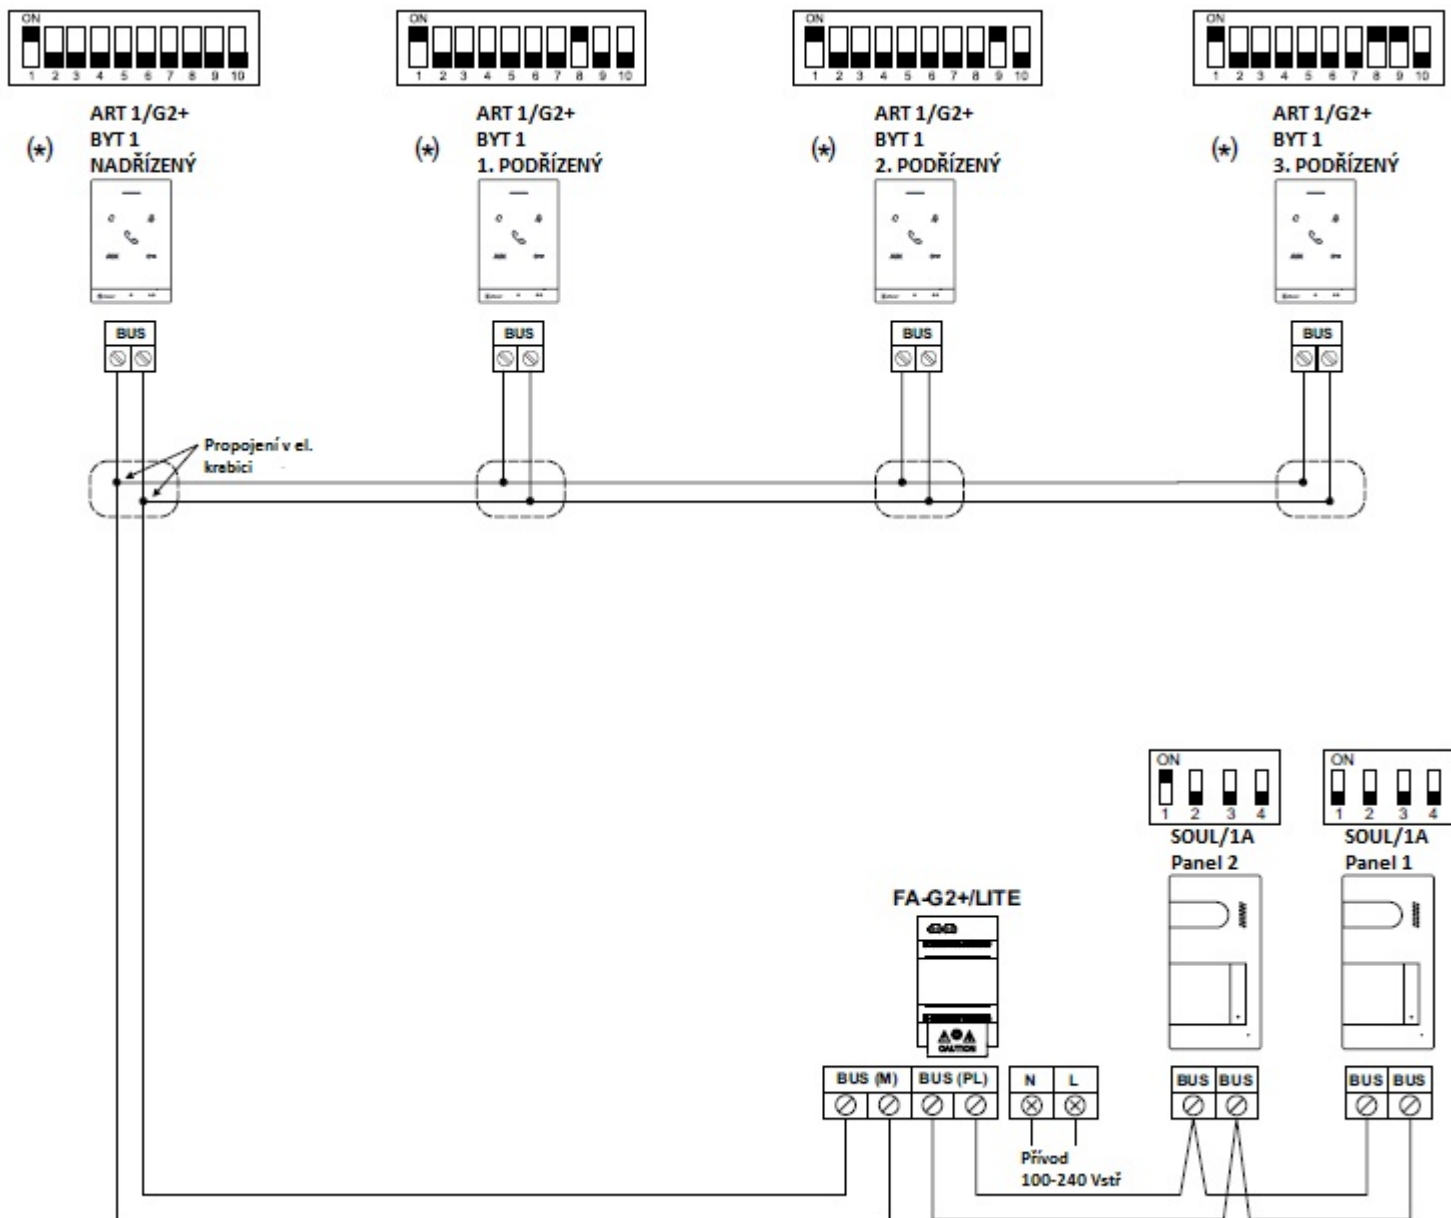 ON
1 2 3 4 5 6 7 8 9 10
ON
1 2 3 4 5 6 7 8 9 10
ON
1 2 3 4 5 6 7 8 9 10
ON
1 2 3 4 5 6 7 8 9 10
(*)
ART 1/G2+
BYT 1
NADŘÍZENÝ
(*)
ART 1/G2+
BYT 1
1. PODŘÍZENÝ
(*)
ART 1/G2+
BYT 1
2. PODŘÍZENÝ
(*)
ART 1/G2+
BYT 1
3. PODŘÍZENÝ
BUS
BUS
BUS
BUS
Propojení v el.
krabici
ON
1 2 3 4
SOUL/1A
Panel 2
ON
1 2 3 4
SOUL/1A
Panel 1
FA-G2+/LITE
CAUTION
BUS (M) BUS (PL) N L
BUS BUS
BUS BUS
Přívod
100-240 Vstř